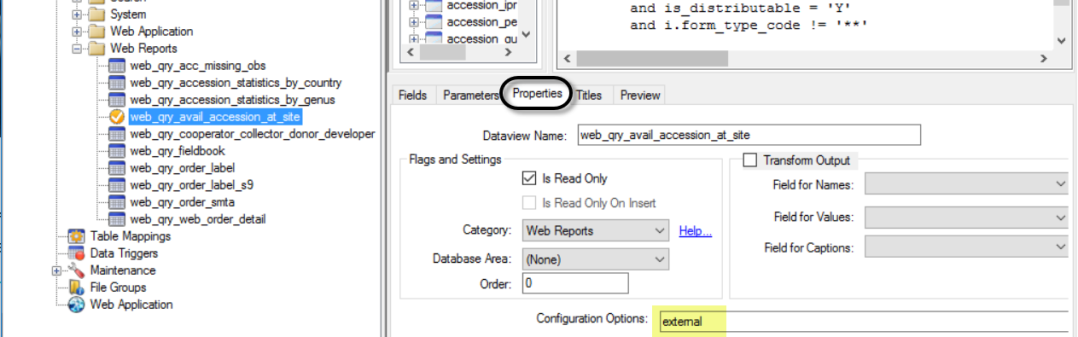 System
Web Application
Web Reports
web_qry_acc_missing_obs
web_qry_accession_statistics_by_country
web_qry_accession_statistics_by_genus
web_qry_avail_accession_at_site
web_qry_cooperator_collector_donor_developer
web_qry_fieldbook
web_qry_order_label
web_qry_order_label_s9
web_qry_order_smta
web_qry_web_order_detail
Table Mappings
Data Triggers
Maintenance
File Groups
Web Application
accession_ipr
accession_pe
accession_qu
and is_distributable = 'Y'
and i.form_type_code != '**'
Fields Parameters Properties Titles Preview
Dataview Name: web_qry_avail_accession_at_site
Flags and Settings
Is Read Only
Is Read Only On Insert
Category: Web Reports Help...
Database Area: (None)
Order: 0
Transform Output
Field for Names:
Field for Values:
Field for Captions:
Configuration Options: external